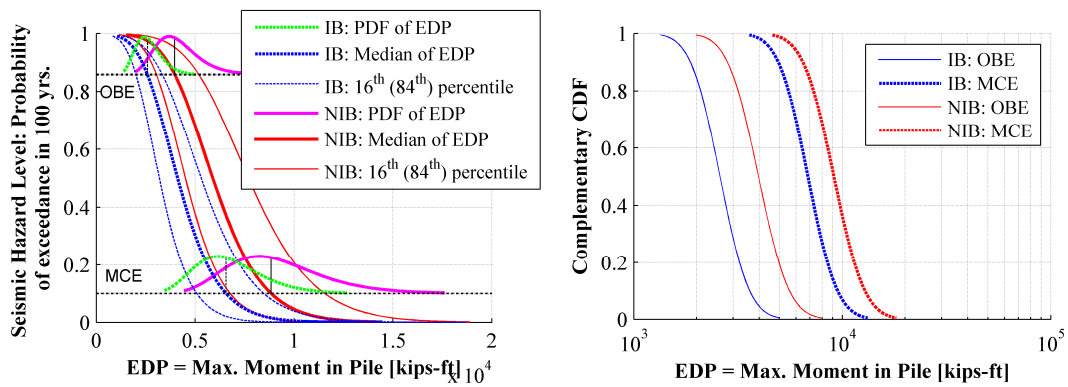 Seismic Hazard Level: Probability
of exceedance in 100 yrs.
1
0.8
0.6
0.4
0.2
0
OBE
MCE
IB: PDF of EDP
IB: Median of EDP
IB: 16th (84th) percentile
NIB: PDF of EDP
NIB: Median of EDP
NIB: 16th (84th) percentile
0 0.5 1 1.5 2
EDP = Max. Moment in Pile [kips-ft] x 10^4
Complementary CDF
1
0.8
0.6
0.4
0.2
0
IB: OBE
IB: MCE
NIB: OBE
NIB: MCE
10^3 10^4 10^5
EDP = Max. Moment in Pile [kips-ft]